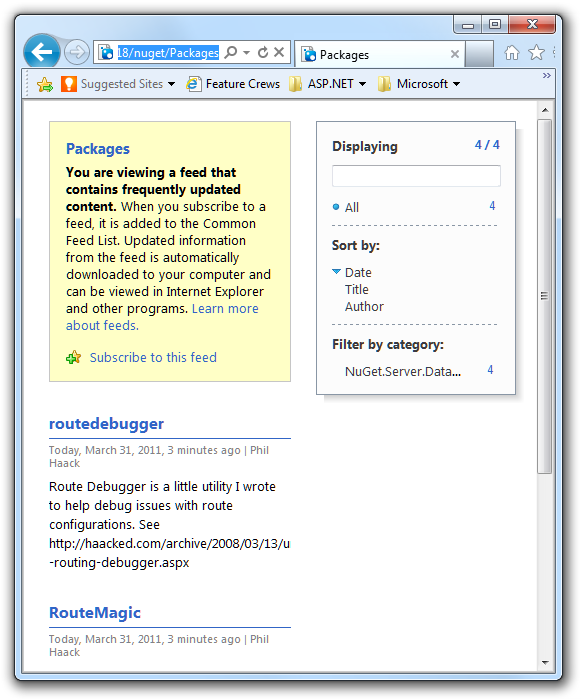 18/nuget/Packages
Packages
Suggested Sites
Feature Crews
ASP.NET
Microsoft
»
Packages
You are viewing a feed that
contains frequently updated
content. When you subscribe to a
feed, it is added to the Common
Feed List. Updated information
from the feed is automatically
downloaded to your computer and
can be viewed in Internet Explorer
and other programs. Learn more
about feeds.
Subscribe to this feed
Displaying 4 / 4
All 4
Sort by:
Date
Title
Author
Filter by category:
NuGet.Server.Data... 4
routedebugger
Today, March 31, 2011, 3 minutes ago | Phil
Haack
Route Debugger is a little utility I wrote
to help debug issues with route
configurations. See
http://haacked.com/archive/2008/03/13/u
-routing-debugger.aspx
RouteMagic
Today, March 31, 2011, 3 minutes ago | Phil
Haack